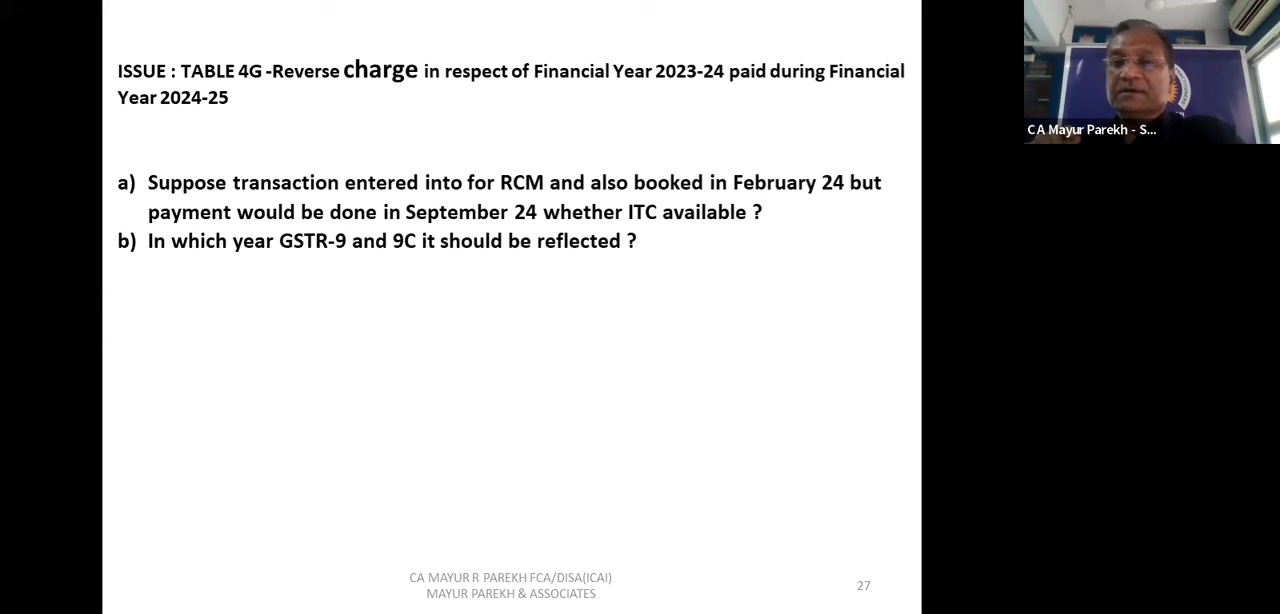 ISSUE : TABLE 4G -Reverse charge in respect of Financial Year 2023-24 paid during Financial
Year 2024-25
a) Suppose transaction entered into for RCM and also booked in February 24 but
payment would be done in September 24 whether ITC available ?
b) In which year GSTR-9 and 9C it should be reflected ?
CA MAYUR R PAREKH FCA/DISA(ICAI)
MAYUR PAREKH & ASSOCIATES
27
C A Mayur Parekh - S...